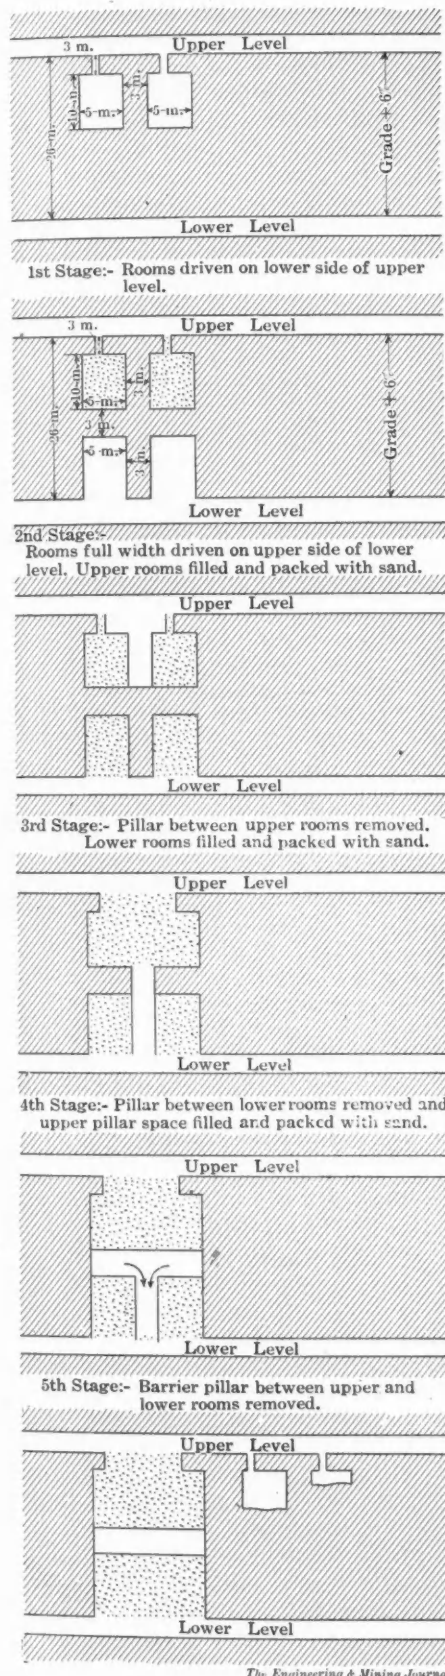 Upper Level
3 m.
10 m.
5 m.
3 m.
5 m.
26 m.
Grade + 6°
Lower Level
1st Stage:- Rooms driven on lower side of upper
level.
Upper Level
3 m.
10 m.
5 m.
3 m.
26 m.
3 m.
5 m.
3 m.
Grade + 6°
Lower Level
2nd Stage:-
Rooms full width driven on upper side of lower
level. Upper rooms filled and packed with sand.
Upper Level
Lower Level
3rd Stage:- Pillar between upper rooms removed.
Lower rooms filled and packed with sand.
Upper Level
Lower Level
4th Stage:- Pillar between lower rooms removed and
upper pillar space filled and packed with sand.
Upper Level
Lower Level
5th Stage:- Barrier pillar between upper and
lower rooms removed.
Upper Level
Lower Level
The Engineering & Mining Journal